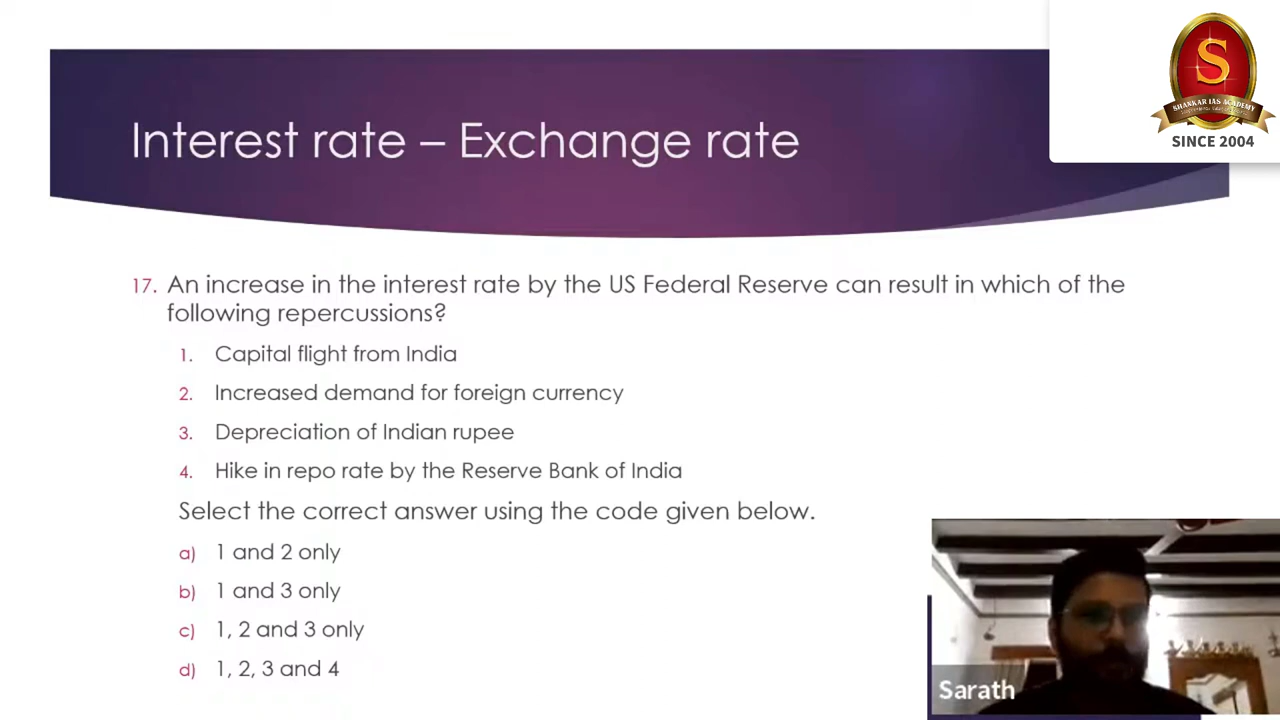 S
SHANKAR IAS ACADEMY
SINCE 2004
Interest rate – Exchange rate
17. An increase in the interest rate by the US Federal Reserve can result in which of the
following repercussions?
1. Capital flight from India
2. Increased demand for foreign currency
3. Depreciation of Indian rupee
4. Hike in repo rate by the Reserve Bank of India
Select the correct answer using the code given below.
a) 1 and 2 only
b) 1 and 3 only
c) 1, 2 and 3 only
d) 1, 2, 3 and 4
Sarath